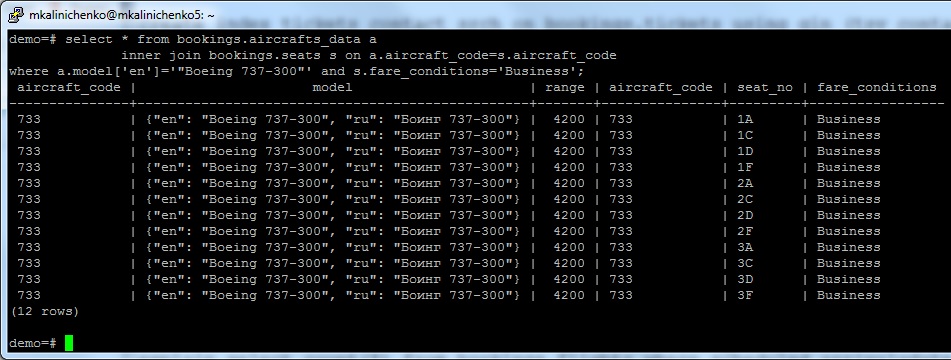 mkalinichenko@mkalinichenko5: ~
demo=# select * from bookings.aircrafts_data a
inner join bookings.seats s on a.aircraft_code=s.aircraft_code
where a.model['en']='"Boeing 737-300"' and s.fare_conditions='Business';
aircraft_code | model | range | aircraft_code | seat_no | fare_conditions
---------------+----------------------------------------------------+-------+---------------+---------+-----------------
733 | {"en": "Boeing 737-300", "ru": "Боинг 737-300"} | 4200 | 733 | 1A | Business
733 | {"en": "Boeing 737-300", "ru": "Боинг 737-300"} | 4200 | 733 | 1C | Business
733 | {"en": "Boeing 737-300", "ru": "Боинг 737-300"} | 4200 | 733 | 1D | Business
733 | {"en": "Boeing 737-300", "ru": "Боинг 737-300"} | 4200 | 733 | 1F | Business
733 | {"en": "Boeing 737-300", "ru": "Боинг 737-300"} | 4200 | 733 | 2A | Business
733 | {"en": "Boeing 737-300", "ru": "Боинг 737-300"} | 4200 | 733 | 2C | Business
733 | {"en": "Boeing 737-300", "ru": "Боинг 737-300"} | 4200 | 733 | 2D | Business
733 | {"en": "Boeing 737-300", "ru": "Боинг 737-300"} | 4200 | 733 | 2F | Business
733 | {"en": "Boeing 737-300", "ru": "Боинг 737-300"} | 4200 | 733 | 3A | Business
733 | {"en": "Boeing 737-300", "ru": "Боинг 737-300"} | 4200 | 733 | 3C | Business
733 | {"en": "Boeing 737-300", "ru": "Боинг 737-300"} | 4200 | 733 | 3D | Business
733 | {"en": "Boeing 737-300", "ru": "Боинг 737-300"} | 4200 | 733 | 3F | Business
(12 rows)
demo=#